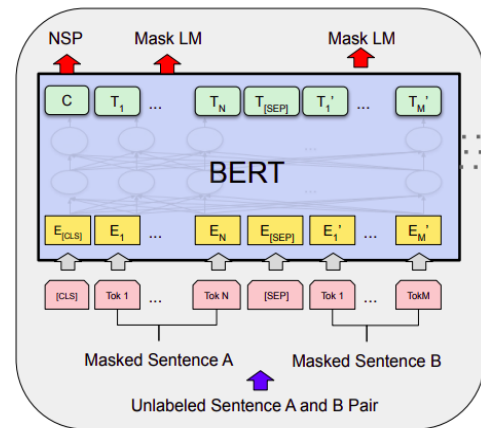 NSP Mask LM Mask LM
C T1 ... TN T[SEP] T1' ... TM'
...
BERT
...
E[CLS] E1 ... EN E[SEP] E1' ... EM'
[CLS] Tok 1 ... Tok N [SEP] Tok 1 ... TokM
Masked Sentence A Masked Sentence B
Unlabeled Sentence A and B Pair